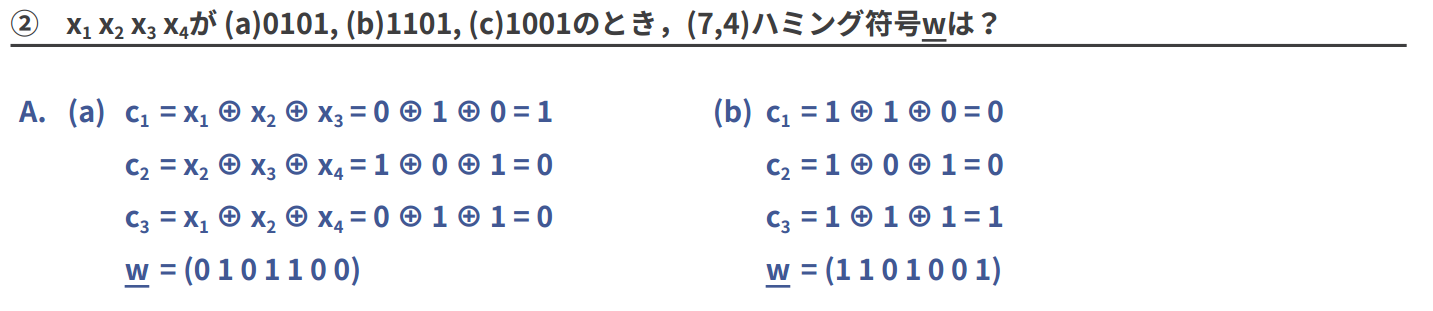 ② x₁ x₂ x₃ x₄が (a)0101, (b)1101, (c)1001のとき，(7,4)ハミング符号wは？
A. (a) c₁ = x₁ ⊕ x₂ ⊕ x₃ = 0 ⊕ 1 ⊕ 0 = 1
c₂ = x₂ ⊕ x₃ ⊕ x₄ = 1 ⊕ 0 ⊕ 1 = 0
c₃ = x₁ ⊕ x₂ ⊕ x₄ = 0 ⊕ 1 ⊕ 1 = 0
w = (0 1 0 1 1 0 0)
(b) c₁ = 1 ⊕ 1 ⊕ 0 = 0
c₂ = 1 ⊕ 0 ⊕ 1 = 0
c₃ = 1 ⊕ 1 ⊕ 1 = 1
w = (1 1 0 1 0 0 1)